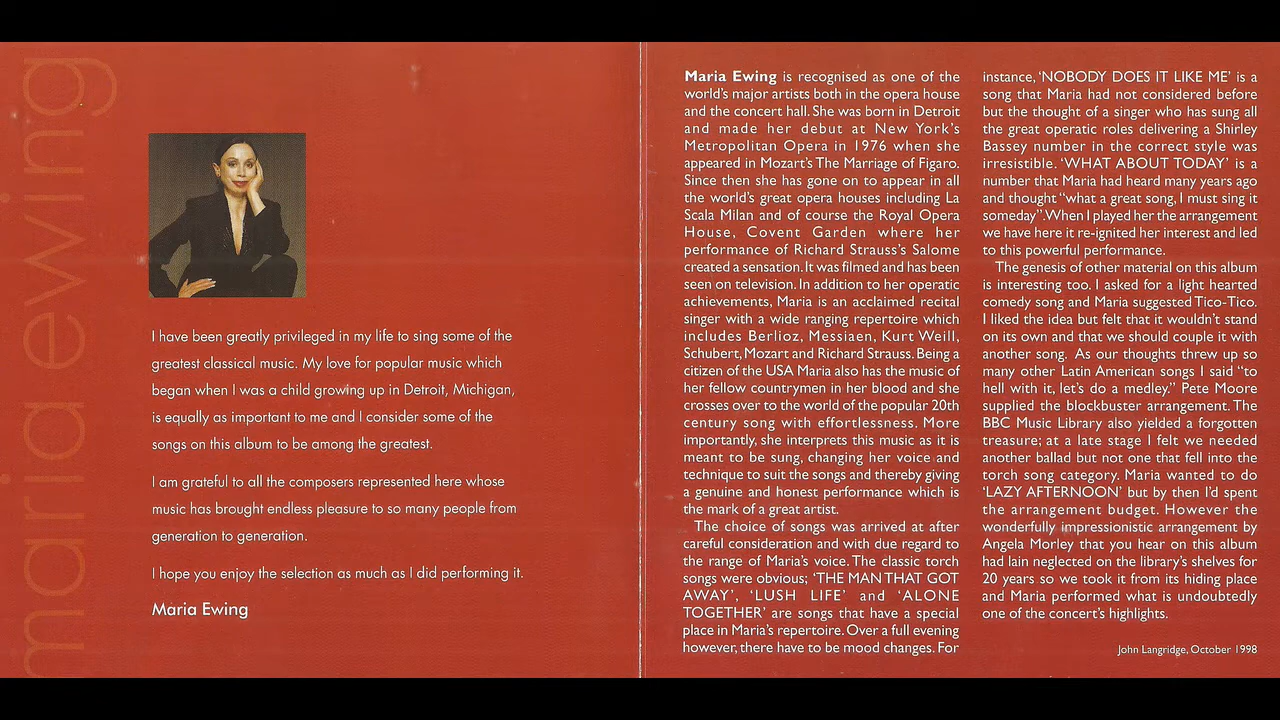 maria ewing
I have been greatly privileged in my life to sing some of the
greatest classical music. My love for popular music which
began when I was a child growing up in Detroit, Michigan,
is equally as important to me and I consider some of the
songs on this album to be among the greatest.
I am grateful to all the composers represented here whose
music has brought endless pleasure to so many people from
generation to generation.
I hope you enjoy the selection as much as I did performing it.
Maria Ewing
Maria Ewing is recognised as one of the
world's major artists both in the opera house
and the concert hall. She was born in Detroit
and made her debut at New York's
Metropolitan Opera in 1976 when she
appeared in Mozart's The Marriage of Figaro.
Since then she has gone on to appear in all
the world's great opera houses including La
Scala Milan and of course the Royal Opera
House, Covent Garden where her
performance of Richard Strauss's Salome
created a sensation. It was filmed and has been
seen on television. In addition to her operatic
achievements, Maria is an acclaimed recital
singer with a wide ranging repertoire which
includes Berlioz, Messiaen, Kurt Weill,
Schubert, Mozart and Richard Strauss. Being a
citizen of the USA Maria also has the music of
her fellow countrymen in her blood and she
crosses over to the world of the popular 20th
century song with effortlessness. More
importantly, she interprets this music as it is
meant to be sung, changing her voice and
technique to suit the songs and thereby giving
a genuine and honest performance which is
the mark of a great artist.
The choice of songs was arrived at after
careful consideration and with due regard to
the range of Maria's voice. The classic torch
songs were obvious; 'THE MAN THAT GOT
AWAY', 'LUSH LIFE' and 'ALONE
TOGETHER' are songs that have a special
place in Maria's repertoire. Over a full evening
however, there have to be mood changes. For
instance, 'NOBODY DOES IT LIKE ME' is a
song that Maria had not considered before
but the thought of a singer who has sung all
the great operatic roles delivering a Shirley
Bassey number in the correct style was
irresistible. 'WHAT ABOUT TODAY' is a
number that Maria had heard many years ago
and thought "what a great song, I must sing it
someday". When I played her the arrangement
we have here it re-ignited her interest and led
to this powerful performance.
The genesis of other material on this album
is interesting too. I asked for a light hearted
comedy song and Maria suggested Tico-Tico.
I liked the idea but felt that it wouldn't stand
on its own and that we should couple it with
another song. As our thoughts threw up so
many other Latin American songs I said "to
hell with it, let's do a medley." Pete Moore
supplied the blockbuster arrangement. The
BBC Music Library also yielded a forgotten
treasure; at a late stage I felt we needed
another ballad but not one that fell into the
torch song category. Maria wanted to do
'LAZY AFTERNOON' but by then I'd spent
the arrangement budget. However the
wonderfully impressionistic arrangement by
Angela Morley that you hear on this album
had lain neglected on the library's shelves for
20 years so we took it from its hiding place
and Maria performed what is undoubtedly
one of the concert's highlights.
John Langridge, October 1998